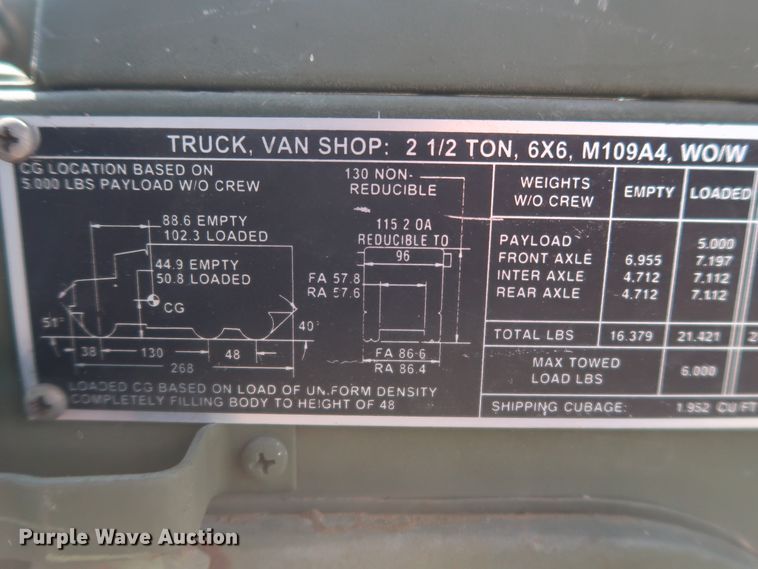 TRUCK, VAN SHOP: 2 1/2 TON, 6X6, M109A4, WO/W
CG LOCATION BASED ON
5.000 LBS PAYLOAD W/O CREW
88.6 EMPTY
102.3 LOADED
44.9 EMPTY
50.8 LOADED
CG
51°
40°
38
130
48
268
LOADED CG BASED ON LOAD OF UNIFORM DENSITY
COMPLETELY FILLING BODY TO HEIGHT OF 48
130 NON-
REDUCIBLE
115 2 OA
REDUCIBLE TO
96
FA 57.8
RA 57.6
FA 86.6
RA 86.4
WEIGHTS W/O CREW EMPTY LOADED
PAYLOAD 5.000
FRONT AXLE 6,955 7.197
INTER AXLE 4.712 7.112
REAR AXLE 4.712 7.112
TOTAL LBS 16.379 21.421 2
MAX TOWED
LOAD LBS 6.000
SHIPPING CUBAGE: 1.952 CU FT
Purple Wave Auction